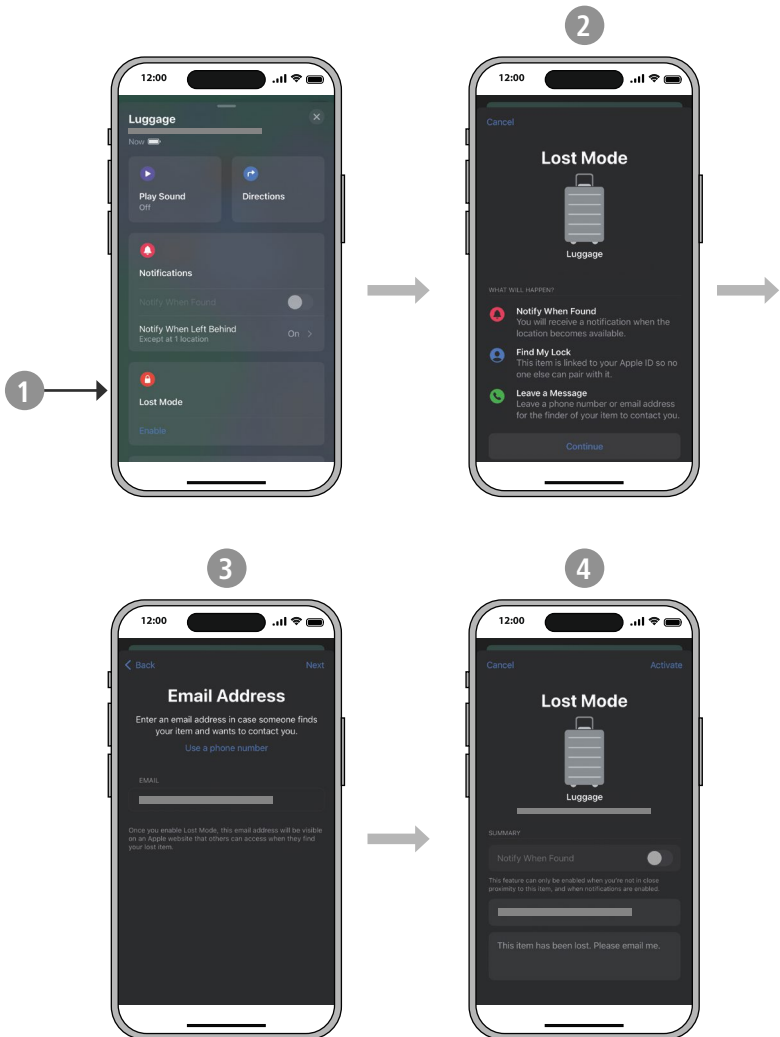 2
12:00
Luggage
Now
Play Sound
Off
Directions
Notifications
Notify When Found
Notify When Left Behind
Except at 1 location
On
1
Lost Mode
Enable
12:00
Cancel
Lost Mode
Luggage
WHAT WILL HAPPEN?
Notify When Found
You will receive a notification when the
location becomes available.
Find My Lock
This item is linked to your Apple ID so no
one else can pair with it.
Leave a Message
Leave a phone number or email address
for the finder of your item to contact you.
Continue
3
12:00
Back
Next
Email Address
Enter an email address in case someone finds
your item and wants to contact you.
Use a phone number
EMAIL
Once you enable Lost Mode, this email address will be visible
on an Apple website that others can access when they find
your lost item.
4
12:00
Cancel
Activate
Lost Mode
Luggage
SUMMARY
Notify When Found
This feature can only be enabled when you're not in close
proximity to this item, and when notifications are enabled.
This item has been lost. Please email me.